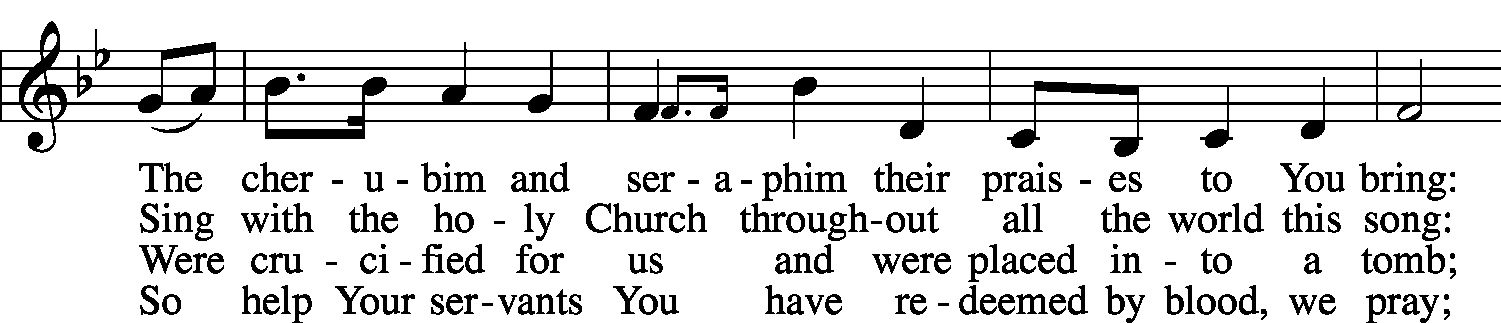 The cher - u - bim and ser - a - phim their prais - es to You bring:
Sing with the ho - ly Church through - out all the world this song:
Were cru - ci - fied for us and were placed in - to a tomb;
So help Your ser - vants You have re - deemed by blood, we pray;